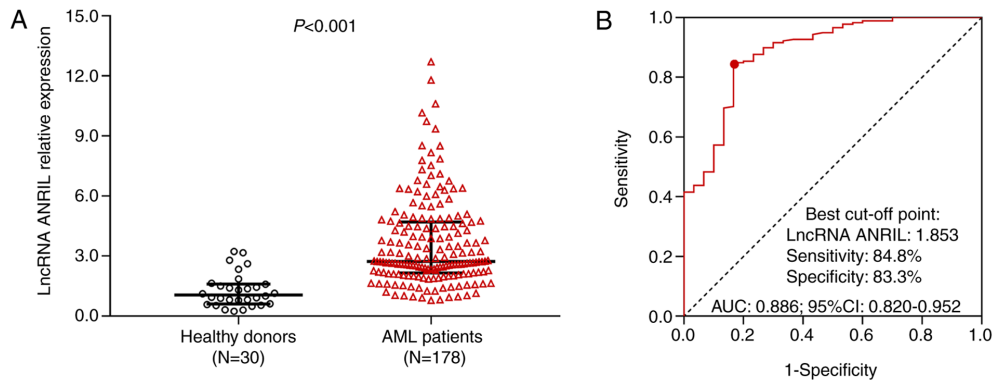 A
P<0.001
LncRNA ANRIL relative expression
15.0
12.0
9.0
6.0
3.0
0.0
Healthy donors
(N=30)
AML patients
(N=178)
B
Sensitivity
1.0
0.8
0.6
0.4
0.2
0.0
Best cut-off point:
LncRNA ANRIL: 1.853
Sensitivity: 84.8%
Specificity: 83.3%
AUC: 0.886; 95%CI: 0.820-0.952
0.0 0.2 0.4 0.6 0.8 1.0
1-Specificity